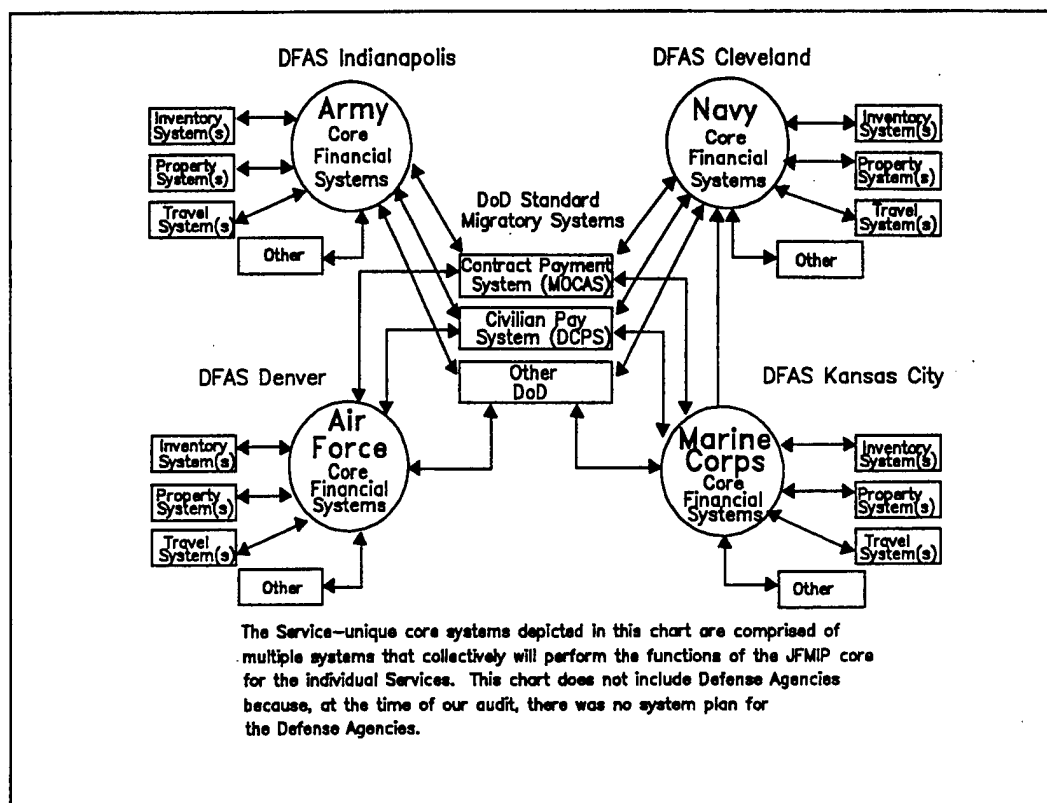 DFAS Indianapolis
DFAS Cleveland
Army
Core
Financial
Systems
Inventory
System(s)
Property
System(s)
Travel
System(s)
Other
Navy
Core
Financial
Systems
Inventory
System(s)
Property
System(s)
Travel
System(s)
Other
DoD Standard
Migratory Systems
Contract Payment
System (MOCAS)
Civilian Pay
System (DCPS)
Other
DoD
DFAS Denver
DFAS Kansas City
Air
Force
Core
Financial
Systems
Inventory
System(s)
Property
System(s)
Travel
System(s)
Other
Marine
Corps
Core
Financial
Systems
Inventory
System(s)
Property
System(s)
Travel
System(s)
Other
The Service-unique core systems depicted in this chart are comprised of
multiple systems that collectively will perform the functions of the JFMIP core
for the individual Services. This chart does not include Defense Agencies
because, at the time of our audit, there was no system plan for
the Defense Agencies.